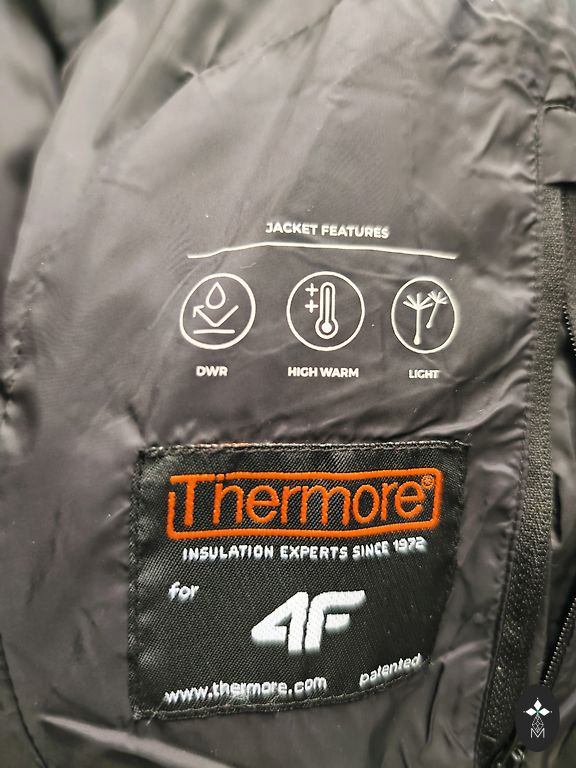 JACKET FEATURES
DWR
HIGH WARM
LIGHT
Thermore®
INSULATION EXPERTS SINCE 1972
for
4F
www.thermore.com
patented
M